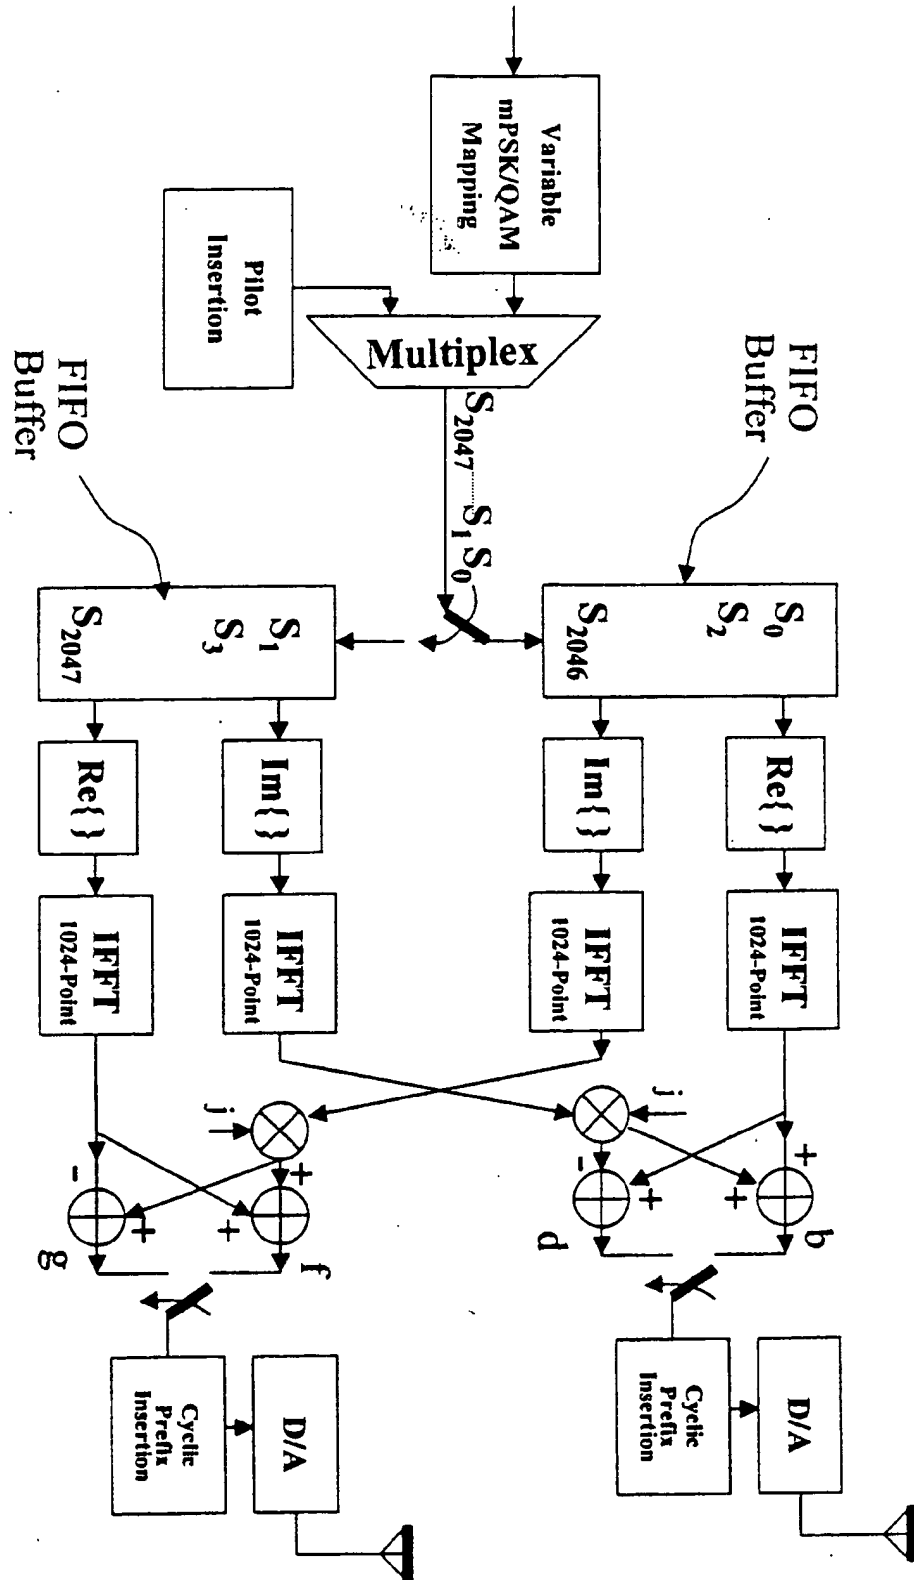 Variable
mPSK/QAM
Mapping
Pilot
Insertion
Multiplex
S2047 ........ S1 S0
FIFO
Buffer
FIFO
Buffer
S0
S2
S2046
S1
S3
S2047
Re{ }
Im{ }
Im{ }
Re{ }
IFFT
1024-Point
IFFT
1024-Point
IFFT
1024-Point
IFFT
1024-Point
j
j
+
+
-
+
+
+
-
+
b
d
f
g
Cyclic
Prefix
Insertion
D/A
Cyclic
Prefix
Insertion
D/A